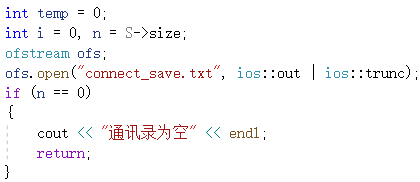 int temp = 0;
int i = 0, n = S->size;
ofstream ofs;
ofs.open("connect_save.txt", ios::out | ios::trunc);
if (n == 0)
{
cout << "通讯录为空" << endl;
return;
}